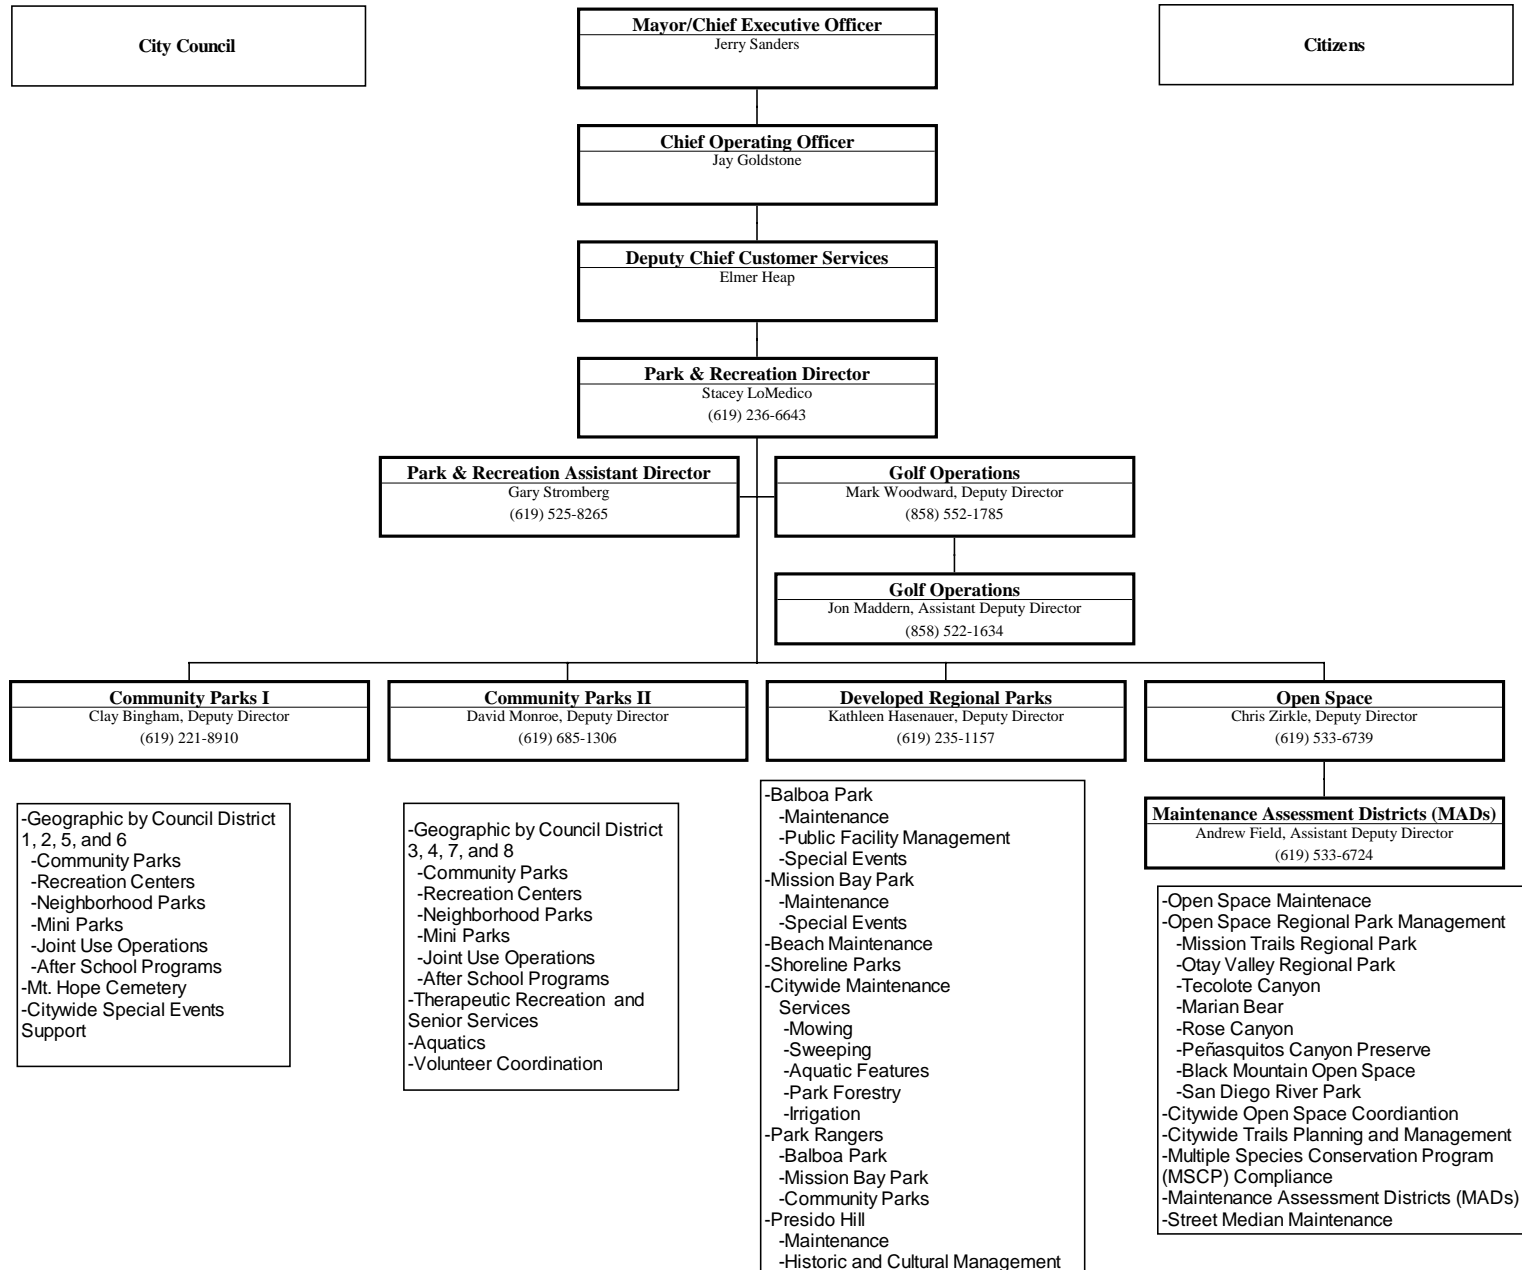 City Council
Mayor/Chief Executive Officer
Jerry Sanders
Citizens
Chief Operating Officer
Jay Goldstone
Deputy Chief Customer Services
Elmer Heap
Park & Recreation Director
Stacey LoMedico
(619) 236-6643
Park & Recreation Assistant Director
Gary Stromberg
(619) 525-8265
Golf Operations
Mark Woodward, Deputy Director
(858) 552-1785
Golf Operations
Jon Maddern, Assistant Deputy Director
(858) 522-1634
Community Parks I
Clay Bingham, Deputy Director
(619) 221-8910
Community Parks II
David Monroe, Deputy Director
(619) 685-1306
Developed Regional Parks
Kathleen Hasenauer, Deputy Director
(619) 235-1157
Open Space
Chris Zirkle, Deputy Director
(619) 533-6739
-Geographic by Council District
1, 2, 5, and 6
-Community Parks
-Recreation Centers
-Neighborhood Parks
-Mini Parks
-Joint Use Operations
-After School Programs
-Mt. Hope Cemetery
-Citywide Special Events
Support
-Geographic by Council District
3, 4, 7, and 8
-Community Parks
-Recreation Centers
-Neighborhood Parks
-Mini Parks
-Joint Use Operations
-After School Programs
-Therapeutic Recreation and
Senior Services
-Aquatics
-Volunteer Coordination
-Balboa Park
-Maintenance
-Public Facility Management
-Special Events
-Mission Bay Park
-Maintenance
-Special Events
-Beach Maintenance
-Shoreline Parks
-Citywide Maintenance
Services
-Mowing
-Sweeping
-Aquatic Features
-Park Forestry
-Irrigation
-Park Rangers
-Balboa Park
-Mission Bay Park
-Community Parks
-Presido Hill
-Maintenance
-Historic and Cultural Management
Maintenance Assessment Districts (MADs)
Andrew Field, Assistant Deputy Director
(619) 533-6724
-Open Space Maintenace
-Open Space Regional Park Management
-Mission Trails Regional Park
-Otay Valley Regional Park
-Tecolote Canyon
-Marian Bear
-Rose Canyon
-Peñasquitos Canyon Preserve
-Black Mountain Open Space
-San Diego River Park
-Citywide Open Space Coordiantion
-Citywide Trails Planning and Management
-Multiple Species Conservation Program
(MSCP) Compliance
-Maintenance Assessment Districts (MADs)
-Street Median Maintenance